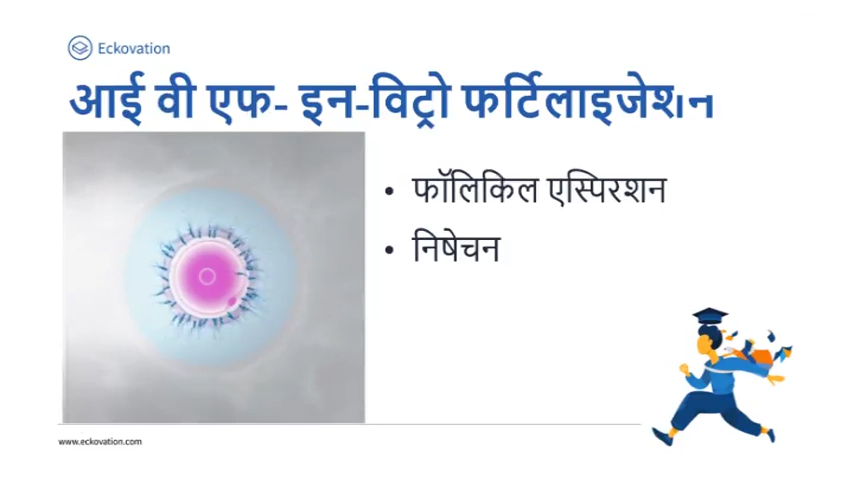 Eckovation
आई वी एफ- इन-विट्रो फर्टिलाइजेशन
• फॉलिकिल एस्पिरशन
• निषेचन
www.eckovation.com